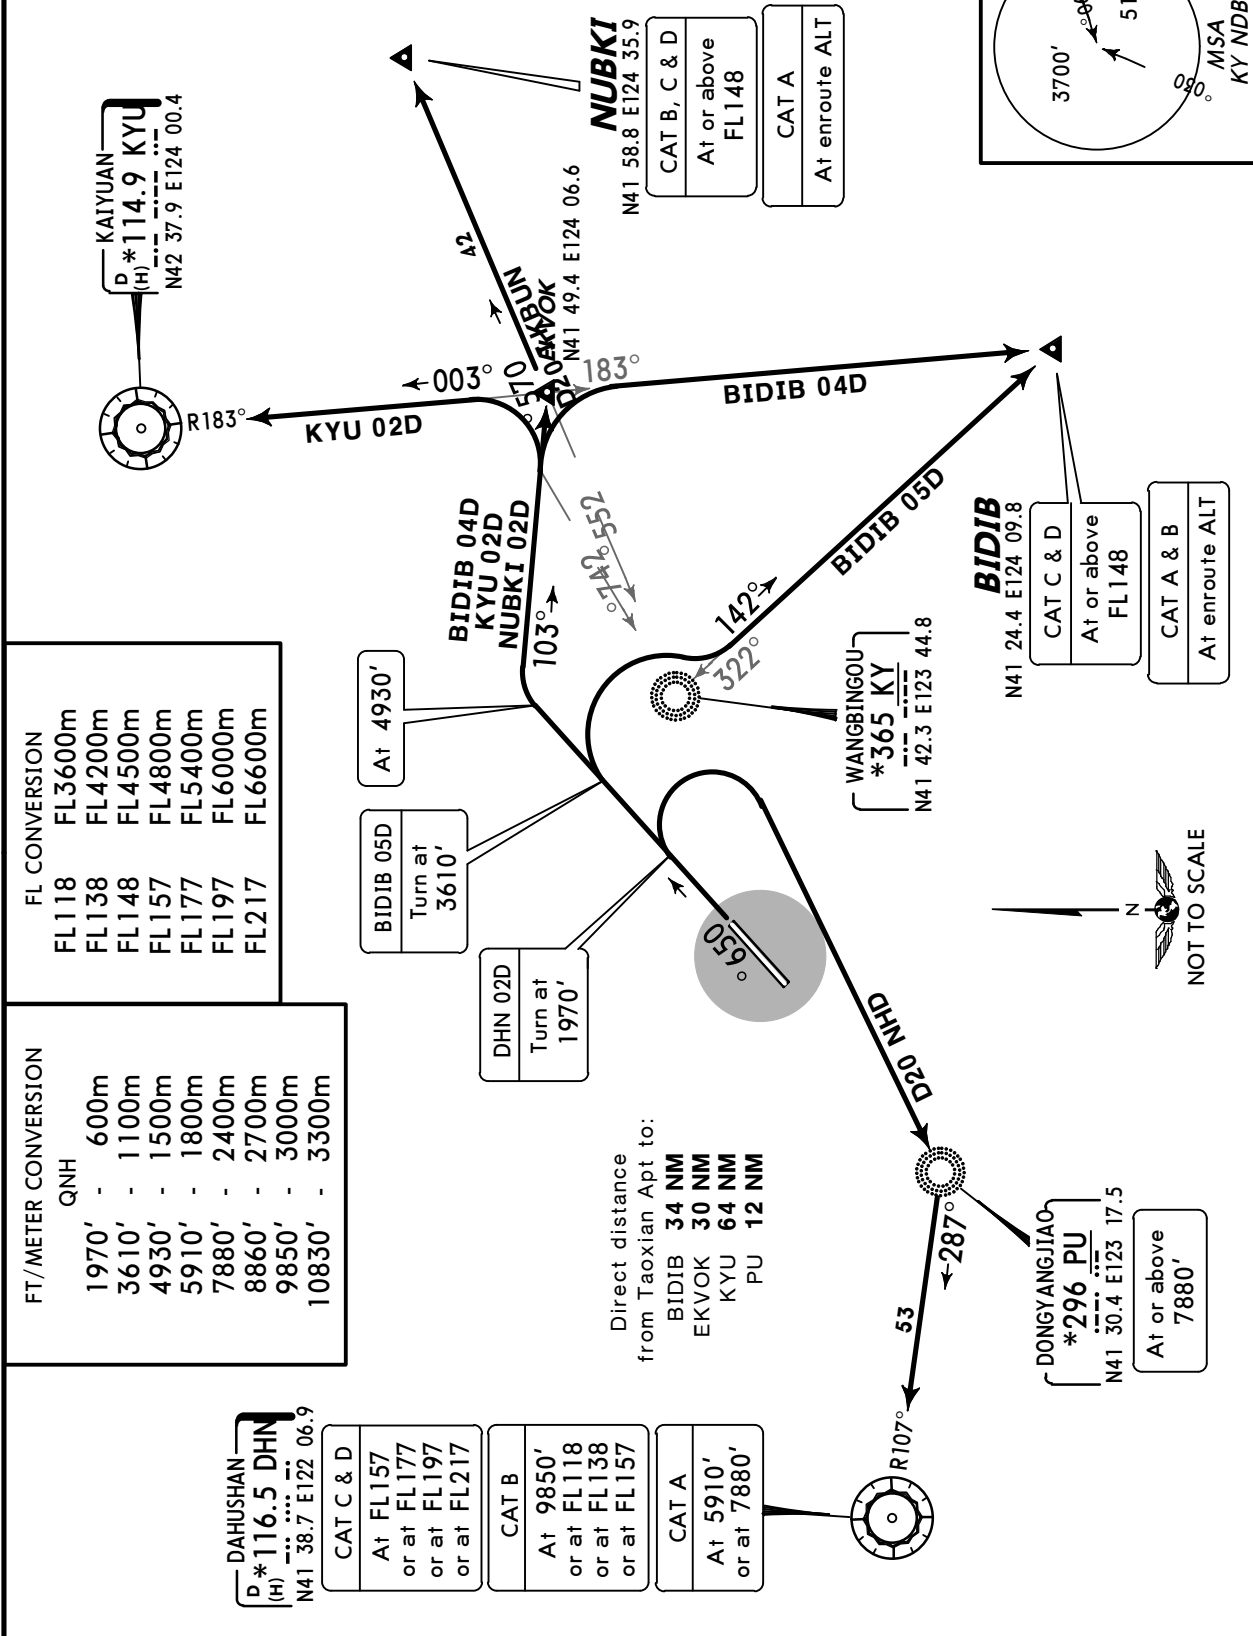 FT/METER CONVERSION
QNH
1970' - 600m
3610' - 1100m
4930' - 1500m
5910' - 1800m
7880' - 2400m
8860' - 2700m
9850' - 3000m
10830' - 3300m
FL CONVERSION
FL118 FL3600m
FL138 FL4200m
FL148 FL4500m
FL157 FL4800m
FL177 FL5400m
FL197 FL6000m
FL217 FL6600m
KAIYUAN
D
(H)
*114.9 KYU
N42 37.9 E124 00.4
R183°
003°
KYU 02D
42
NUBKI
N41 58.8 E124 35.9
CAT B, C & D
At or above
FL148
CAT A
At enroute ALT
3700'
51
050°
MSA
KY NDB
EKVOK
N41 49.4 E124 06.6
183°
BIDIB 04D
BIDIB 04D
KYU 02D
NUBKI 02D
103°
At 4930'
BIDIB 05D
Turn at
3610'
DHN 02D
Turn at
1970'
142°
322°
BIDIB 05D
WANGBINGOU
*365 KY
N41 42.3 E123 44.8
BIDIB
N41 24.4 E124 09.8
CAT C & D
At or above
FL148
CAT A & B
At enroute ALT
D20 NHD
Direct distance
from Taoxian Apt to:
BIDIB 34 NM
EKVOK 30 NM
KYU 64 NM
PU 12 NM
N
NOT TO SCALE
DAHUSHAN
D
(H)
*116.5 DHN
N41 38.7 E122 06.9
CAT C & D
At FL157
or at FL177
or at FL197
or at FL217
CAT B
At 9850'
or at FL118
or at FL138
or at FL157
CAT A
At 5910'
or at 7880'
R107°
53
287°
DONGYANGJIAO
*296 PU
N41 30.4 E123 17.5
At or above
7880'